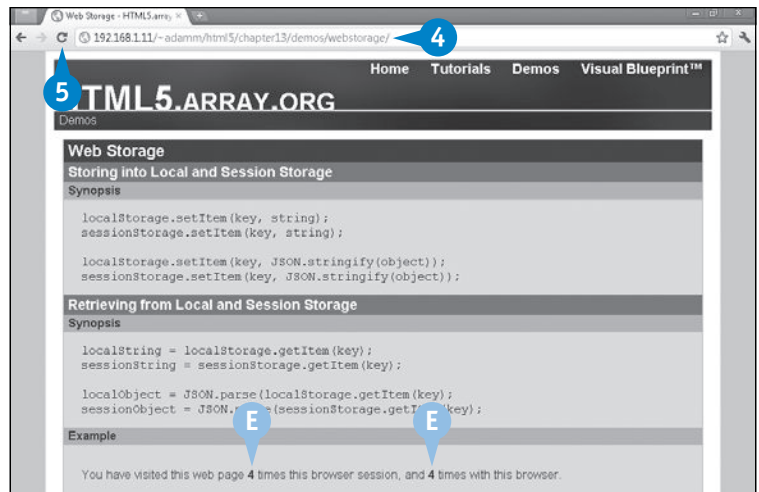 Web Storage - HTML5.array
192.168.1.11/~adamm/html5/chapter13/demos/webstorage/
4
5
Home Tutorials Demos Visual Blueprint™
HTML5.ARRAY.ORG
Demos
Web Storage
Storing into Local and Session Storage
Synopsis
localStorage.setItem(key, string);
sessionStorage.setItem(key, string);
localStorage.setItem(key, JSON.stringify(object));
sessionStorage.setItem(key, JSON.stringify(object));
Retrieving from Local and Session Storage
Synopsis
localString = localStorage.getItem(key);
sessionString = sessionStorage.getItem(key);
localObject = JSON.parse(localStorage.getItem(key);
sessionObject = JSON. (sessionStorage. key);
E E
Example
You have visited this web page 4 times this browser session, and 4 times with this browser.